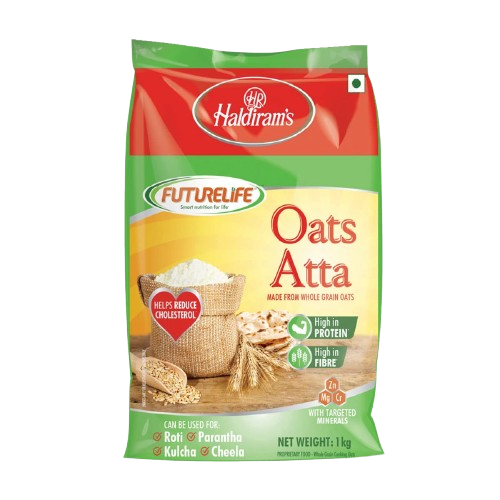 HR
Haldiram's
FUTURELIFE
Smart nutrition for life
Oats
Atta
MADE FROM WHOLE GRAIN OATS
HELPS REDUCE
CHOLESTEROL
High in
PROTEIN
High in
FIBRE
Zn
Mg Cr
WITH TARGETED
MINERALS
CAN BE USED FOR:
Roti Parantha
Kulcha Cheela
NET WEIGHT: 1kg